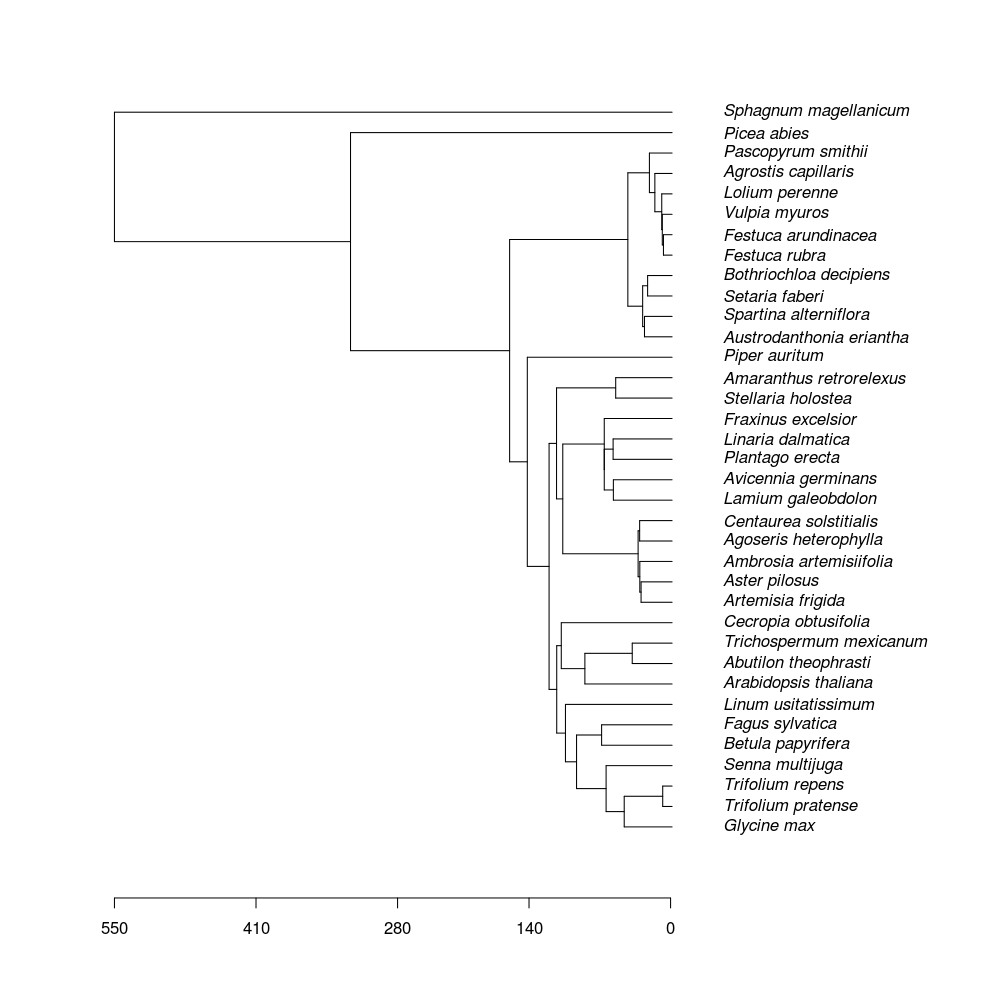 Sphagnum magellanicum
Picea abies
Pascopyrum smithii
Agrostis capillaris
Lolium perenne
Vulpia myuros
Festuca arundinacea
Festuca rubra
Bothriochloa decipiens
Setaria faberi
Spartina alterniflora
Austrodanthonia eriantha
Piper auritum
Amaranthus retrorelexus
Stellaria holostea
Fraxinus excelsior
Linaria dalmatica
Plantago erecta
Avicennia germinans
Lamium galeobdolon
Centaurea solstitialis
Agoseris heterophylla
Ambrosia artemisiifolia
Aster pilosus
Artemisia frigida
Cecropia obtusifolia
Trichospermum mexicanum
Abutilon theophrasti
Arabidopsis thaliana
Linum usitatissimum
Fagus sylvatica
Betula papyrifera
Senna multijuga
Trifolium repens
Trifolium pratense
Glycine max
550 410 280 140 0